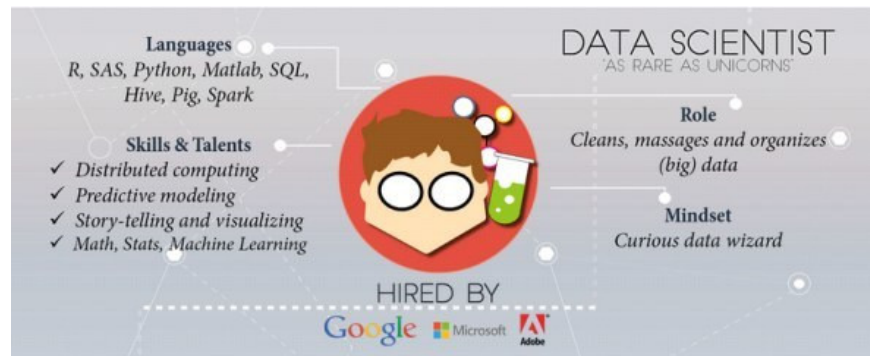 Languages
R, SAS, Python, Matlab, SQL,
Hive, Pig, Spark
Skills & Talents
✓ Distributed computing
✓ Predictive modeling
✓ Story-telling and visualizing
✓ Math, Stats, Machine Learning
DATA SCIENTIST
'AS RARE AS UNICORNS'
Role
Cleans, massages and organizes
(big) data
Mindset
Curious data wizard
HIRED BY
Google Microsoft Adobe